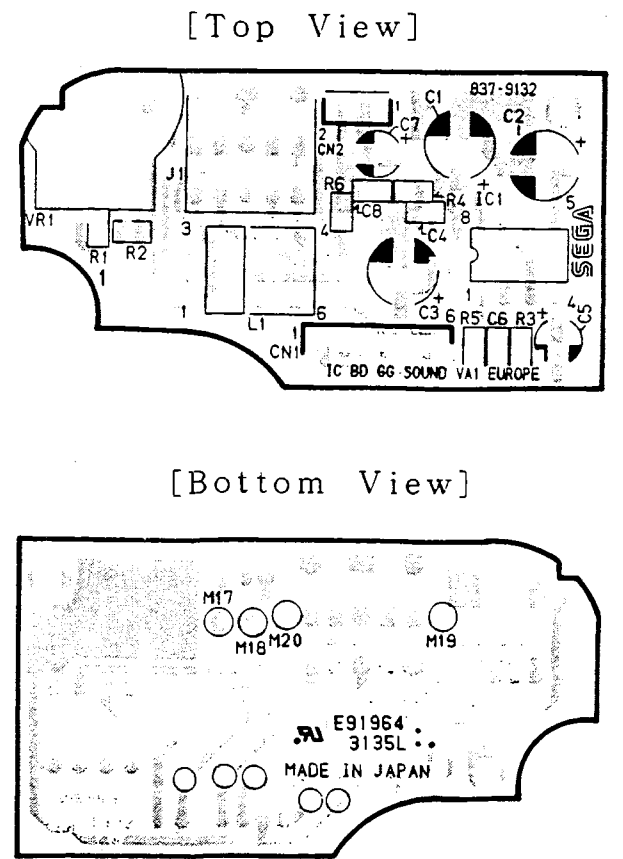 [Top View]
837-9132
C1
C2
1
2
CN2
C7
+
+
J1
R6
R4
+
IC1
C8
C4
5
VR1
R1
R2
1
3
4
8
SEGA
1
L1
6
C3
+
1
4
CN1
1
6
R5
C6
R3
+
C5
IC BD GG SOUND VA1 EUROPE
[Bottom View]
M17
M18
M20
M19
E91964
3135L
MADE IN JAPAN